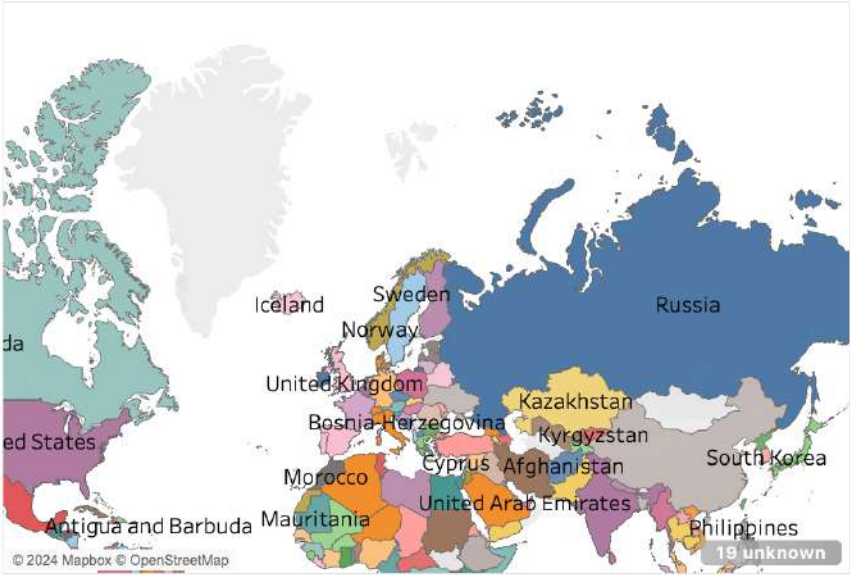 Iceland
Sweden
Russia
Norway
da
United Kingdom
Kazakhstan
Bosnia-Herzegovina
Kyrgyzstan
ed States
South Korea
Cyprus
Afghanistan
Morocco
United Arab Emirates
Mauritania
Antigua and Barbuda
Philippines
19 unknown
© 2024 Mapbox © OpenStreetMap